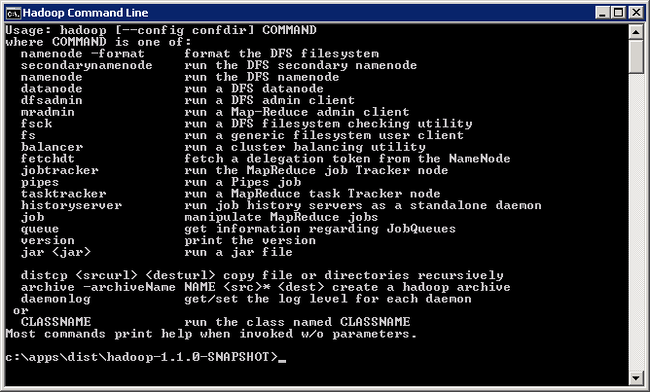 Hadoop Command Line
Usage: hadoop [--config confdir] COMMAND
where COMMAND is one of:
  namenode -format     format the DFS filesystem
  secondarynamenode    run the DFS secondary namenode
  namenode             run the DFS namenode
  datanode             run a DFS datanode
  dfsadmin             run a DFS admin client
  mradmin              run a Map-Reduce admin client
  fsck                 run a DFS filesystem checking utility
  fs                   run a generic filesystem user client
  balancer             run a cluster balancing utility
  fetchdt              fetch a delegation token from the NameNode
  jobtracker           run the MapReduce job Tracker node
  pipes                run a Pipes job
  tasktracker          run a MapReduce task Tracker node
  historyserver        run job history servers as a standalone daemon
  job                  manipulate MapReduce jobs
  queue                get information regarding JobQueues
  version              print the version
  jar <jar>            run a jar file

  distcp <srcurl> <desturl> copy file or directories recursively
  archive -archiveName NAME <src>* <dest> create a hadoop archive
  daemonlog            get/set the log level for each daemon
 or
  CLASSNAME            run the class named CLASSNAME
Most commands print help when invoked w/o parameters.

c:\apps\dist\hadoop-1.1.0-SNAPSHOT>_